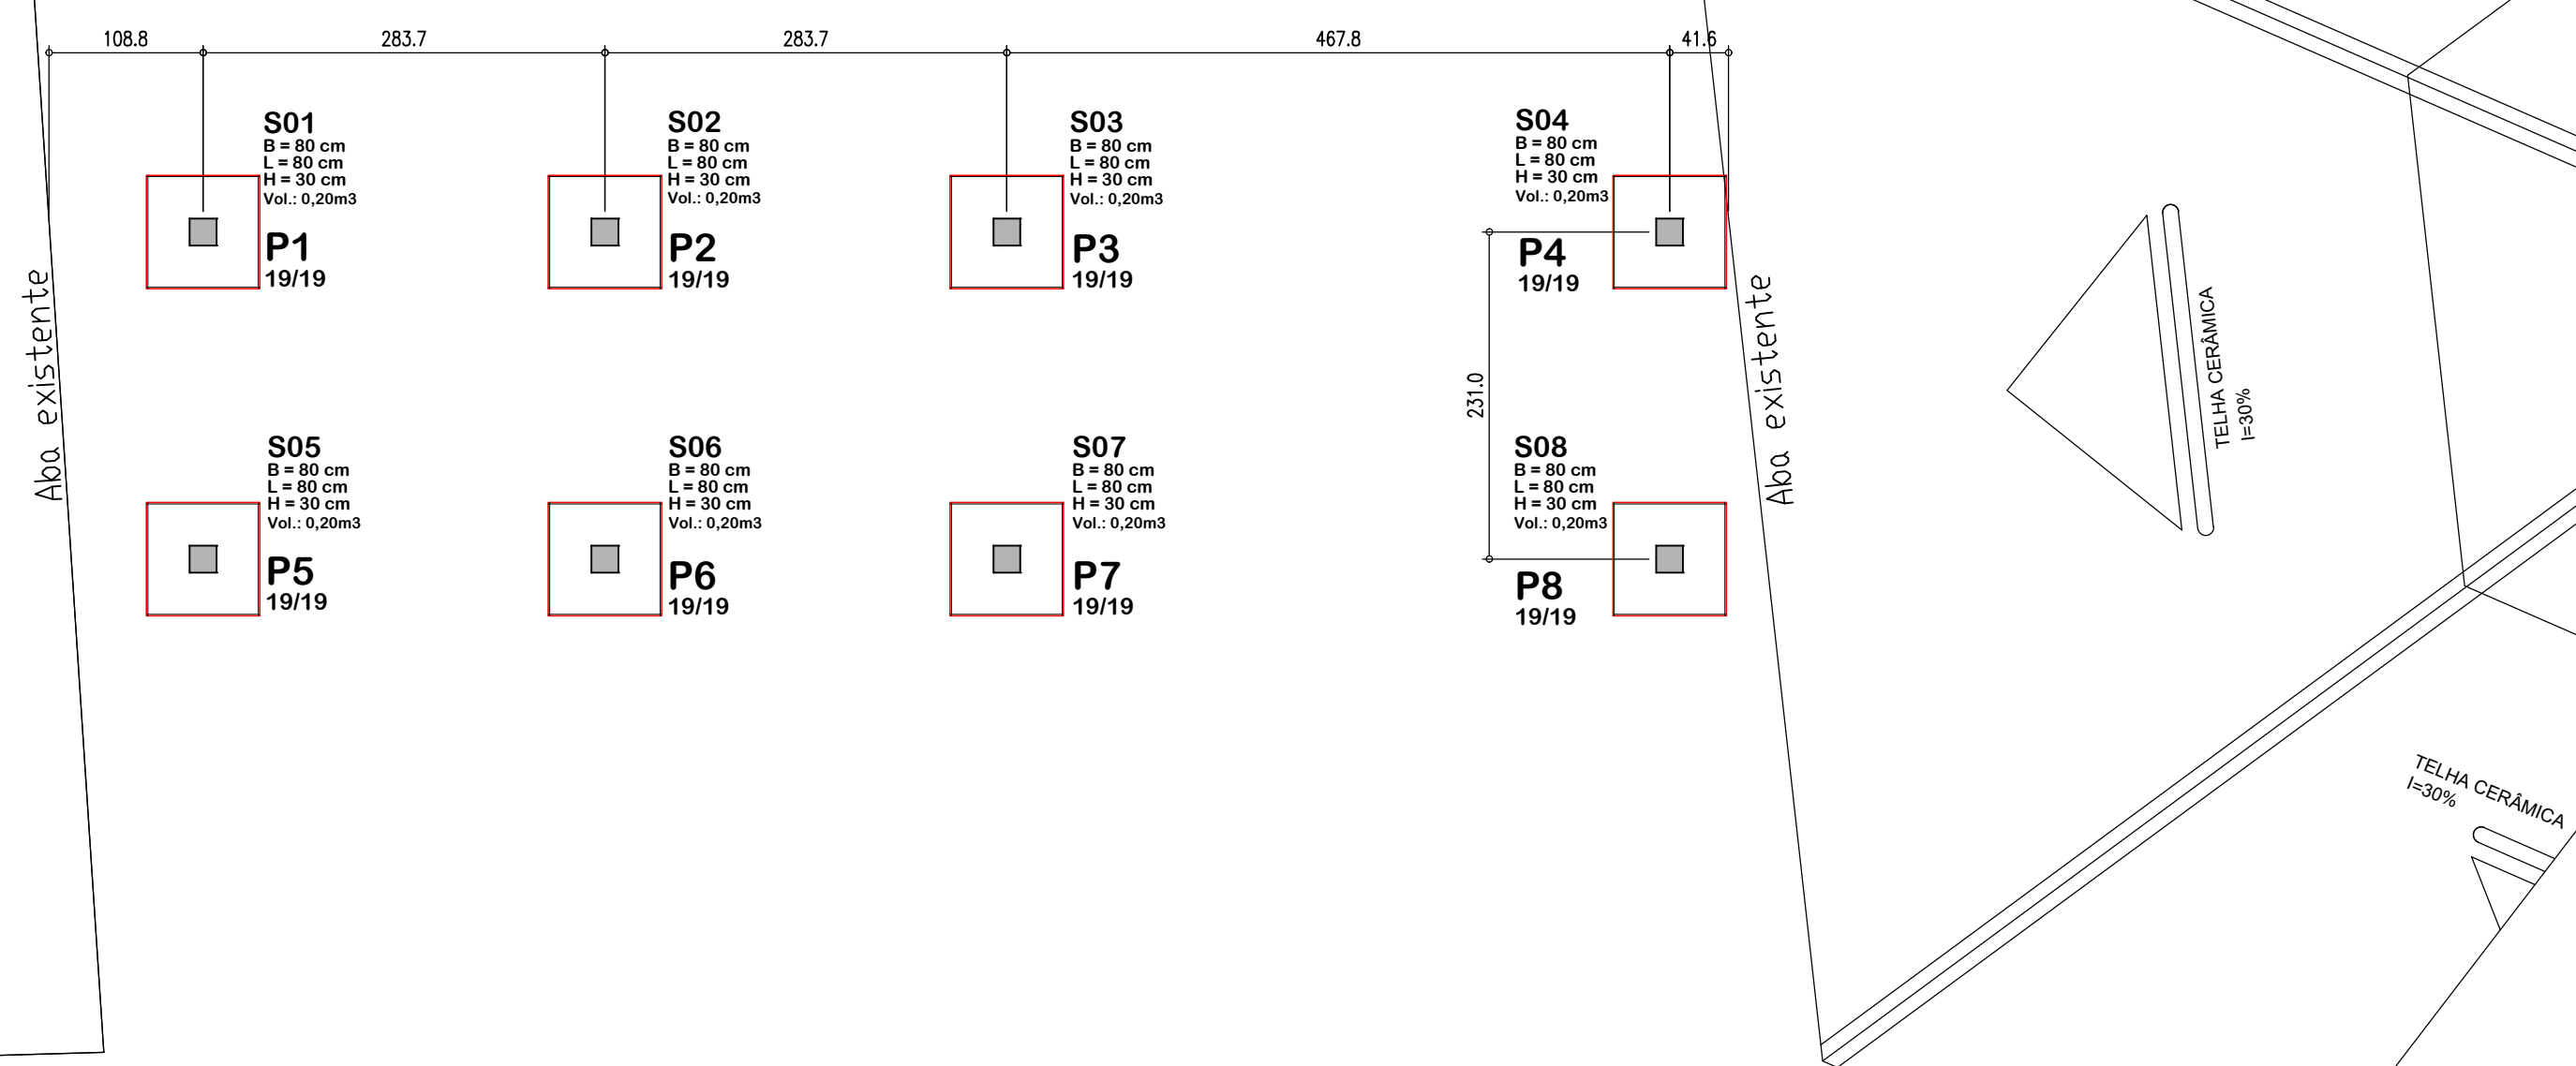 108.8
283.7
283.7
467.8
41.6
S01
B = 80 cm
L = 80 cm
H = 30 cm
Vol.: 0,20m3
P1
19/19
S02
B = 80 cm
L = 80 cm
H = 30 cm
Vol.: 0,20m3
P2
19/19
S03
B = 80 cm
L = 80 cm
H = 30 cm
Vol.: 0,20m3
P3
19/19
S04
B = 80 cm
L = 80 cm
H = 30 cm
Vol.: 0,20m3
P4
19/19
Aba existente
231.0
Aba existente
TELHA CERÂMICA
I=30%
S05
B = 80 cm
L = 80 cm
H = 30 cm
Vol.: 0,20m3
P5
19/19
S06
B = 80 cm
L = 80 cm
H = 30 cm
Vol.: 0,20m3
P6
19/19
S07
B = 80 cm
L = 80 cm
H = 30 cm
Vol.: 0,20m3
P7
19/19
S08
B = 80 cm
L = 80 cm
H = 30 cm
Vol.: 0,20m3
P8
19/19
TELHA CERÂMICA
I=30%